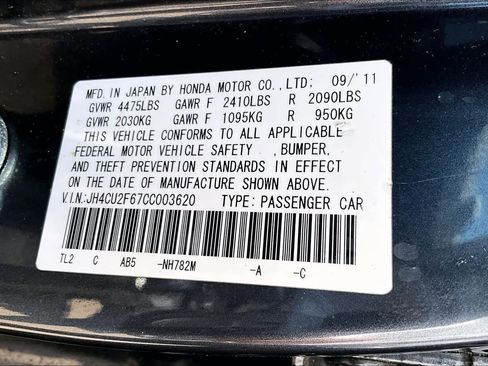 MFD. IN JAPAN BY HONDA MOTOR CO.,LTD; 09/'11
GVWR 4475LBS GAWR F 2410LBS R 2090LBS
GVWR 2030KG GAWR F 1095KG R 950KG
THIS VEHICLE CONFORMS TO ALL APPLICABLE
FEDERAL MOTOR VEHICLE SAFETY , BUMPER,
AND THEFT PREVENTION STANDARDS IN EFFECT
ON THE DATE OF MANUFACTURE SHOWN ABOVE.
V.I.N:JH4CU2F67CC003620 TYPE: PASSENGER CAR
TL2 C AB5 -NH782M -A -C